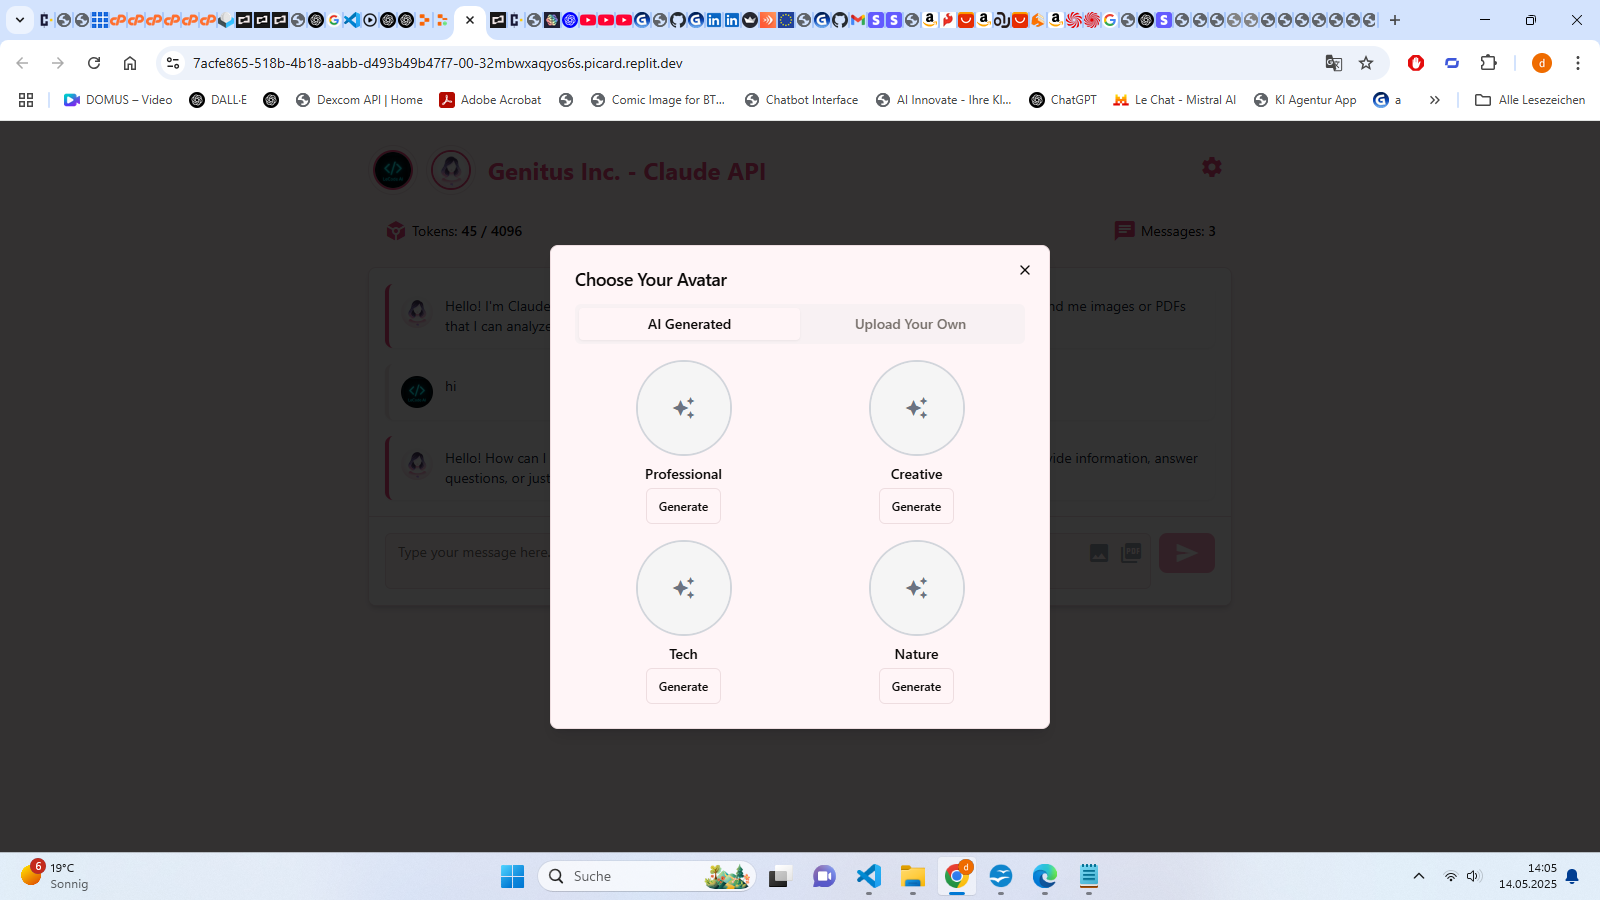 7acfe865-518b-4b18-aabb-d493b49b47f7-00-32mbwxaqyos6s.picard.replit.dev
d
DOMUS – Video
DALL·E
Dexcom API | Home
Adobe Acrobat
Comic Image for BT...
Chatbot Interface
AI Innovate - Ihre KI...
ChatGPT
Le Chat - Mistral AI
KI Agentur App
a
»
Alle Lesezeichen
Genitus Inc. - Claude API
Tokens: 45 / 4096
Messages: 3
Hello! I'm Claude
nd me images or PDFs
that I can analyze
hi
Hello! How can I
vide information, answer
questions, or just
Type your message here.
PDF
Choose Your Avatar
AI Generated
Upload Your Own
Professional
Creative
Generate
Generate
Tech
Nature
Generate
Generate
6
19°C
Sonnig
Suche
d
14:05
14.05.2025